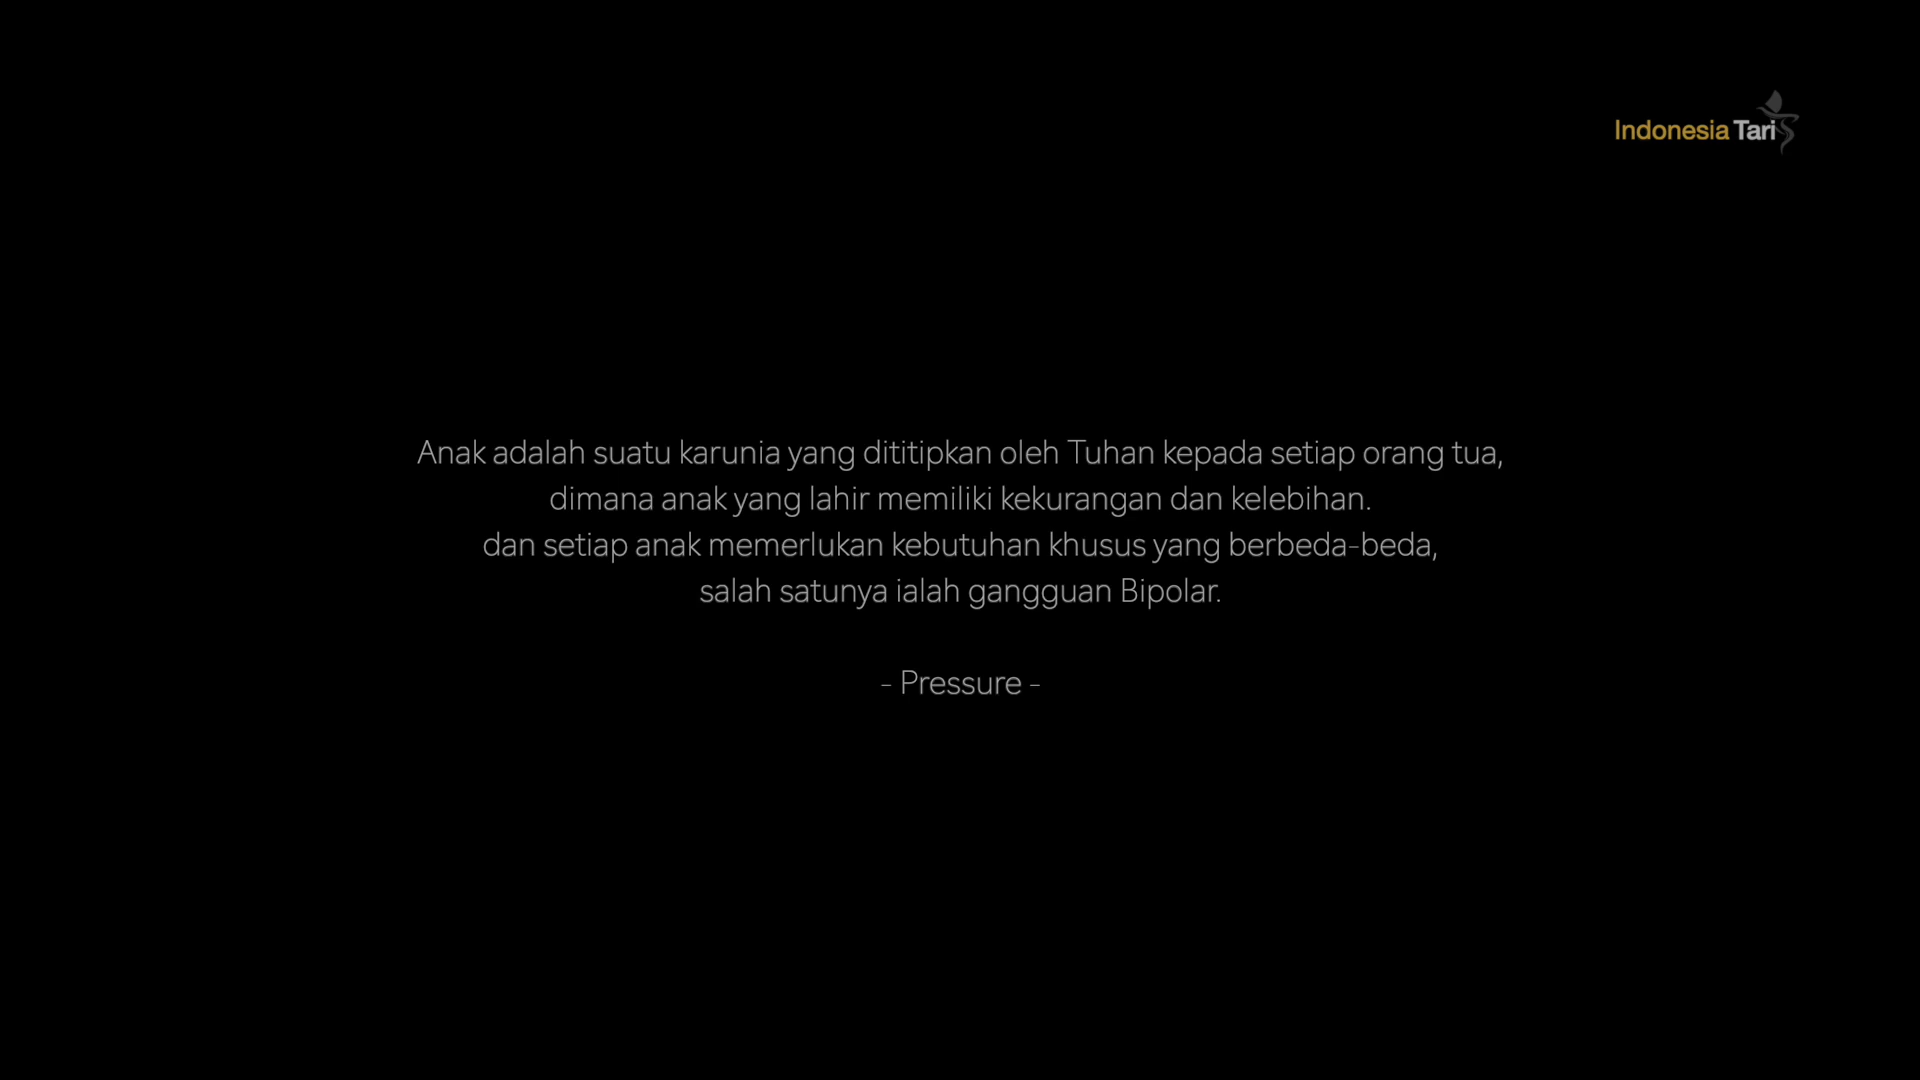 Indonesia Tari
Anak adalah suatu karunia yang dititipkan oleh Tuhan kepada setiap orang tua,
dimana anak yang lahir memiliki kekurangan dan kelebihan.
dan setiap anak memerlukan kebutuhan khusus yang berbeda-beda,
salah satunya ialah gangguan Bipolar.
- Pressure -